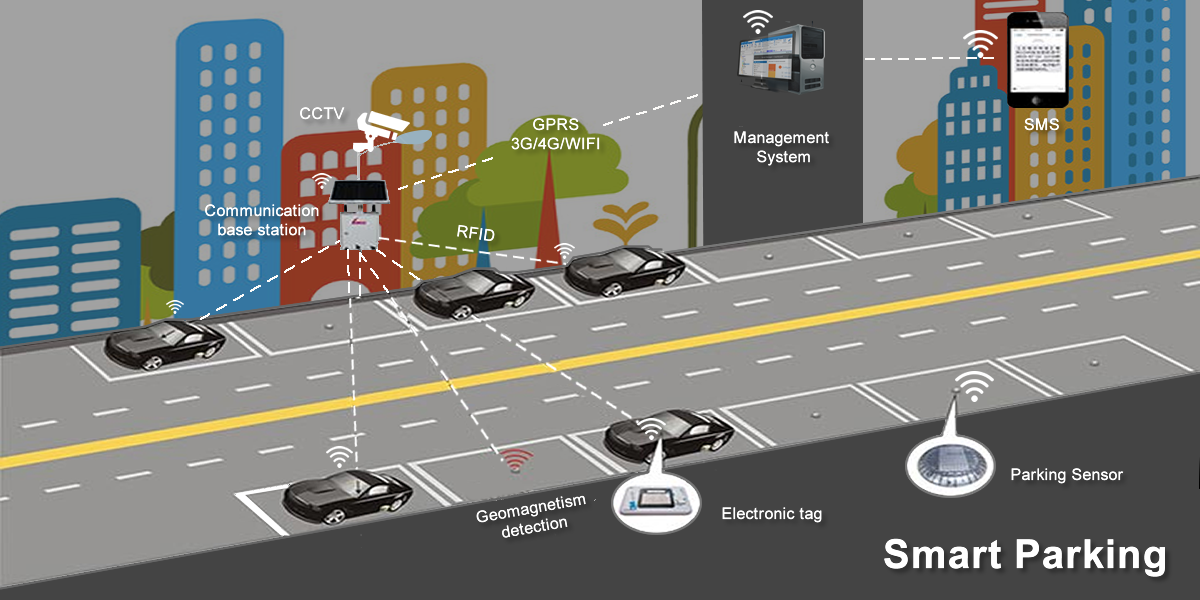 CCTV
GPRS
3G/4G/WIFI
Management
System
SMS
Communication
base station
RFID
Geomagnetism
detection
Electronic tag
Parking Sensor
Smart Parking